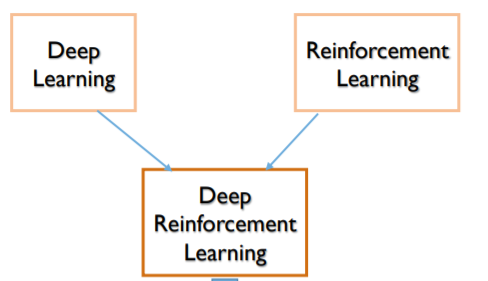 Deep
Learning
Reinforcement
Learning
Deep
Reinforcement
Learning